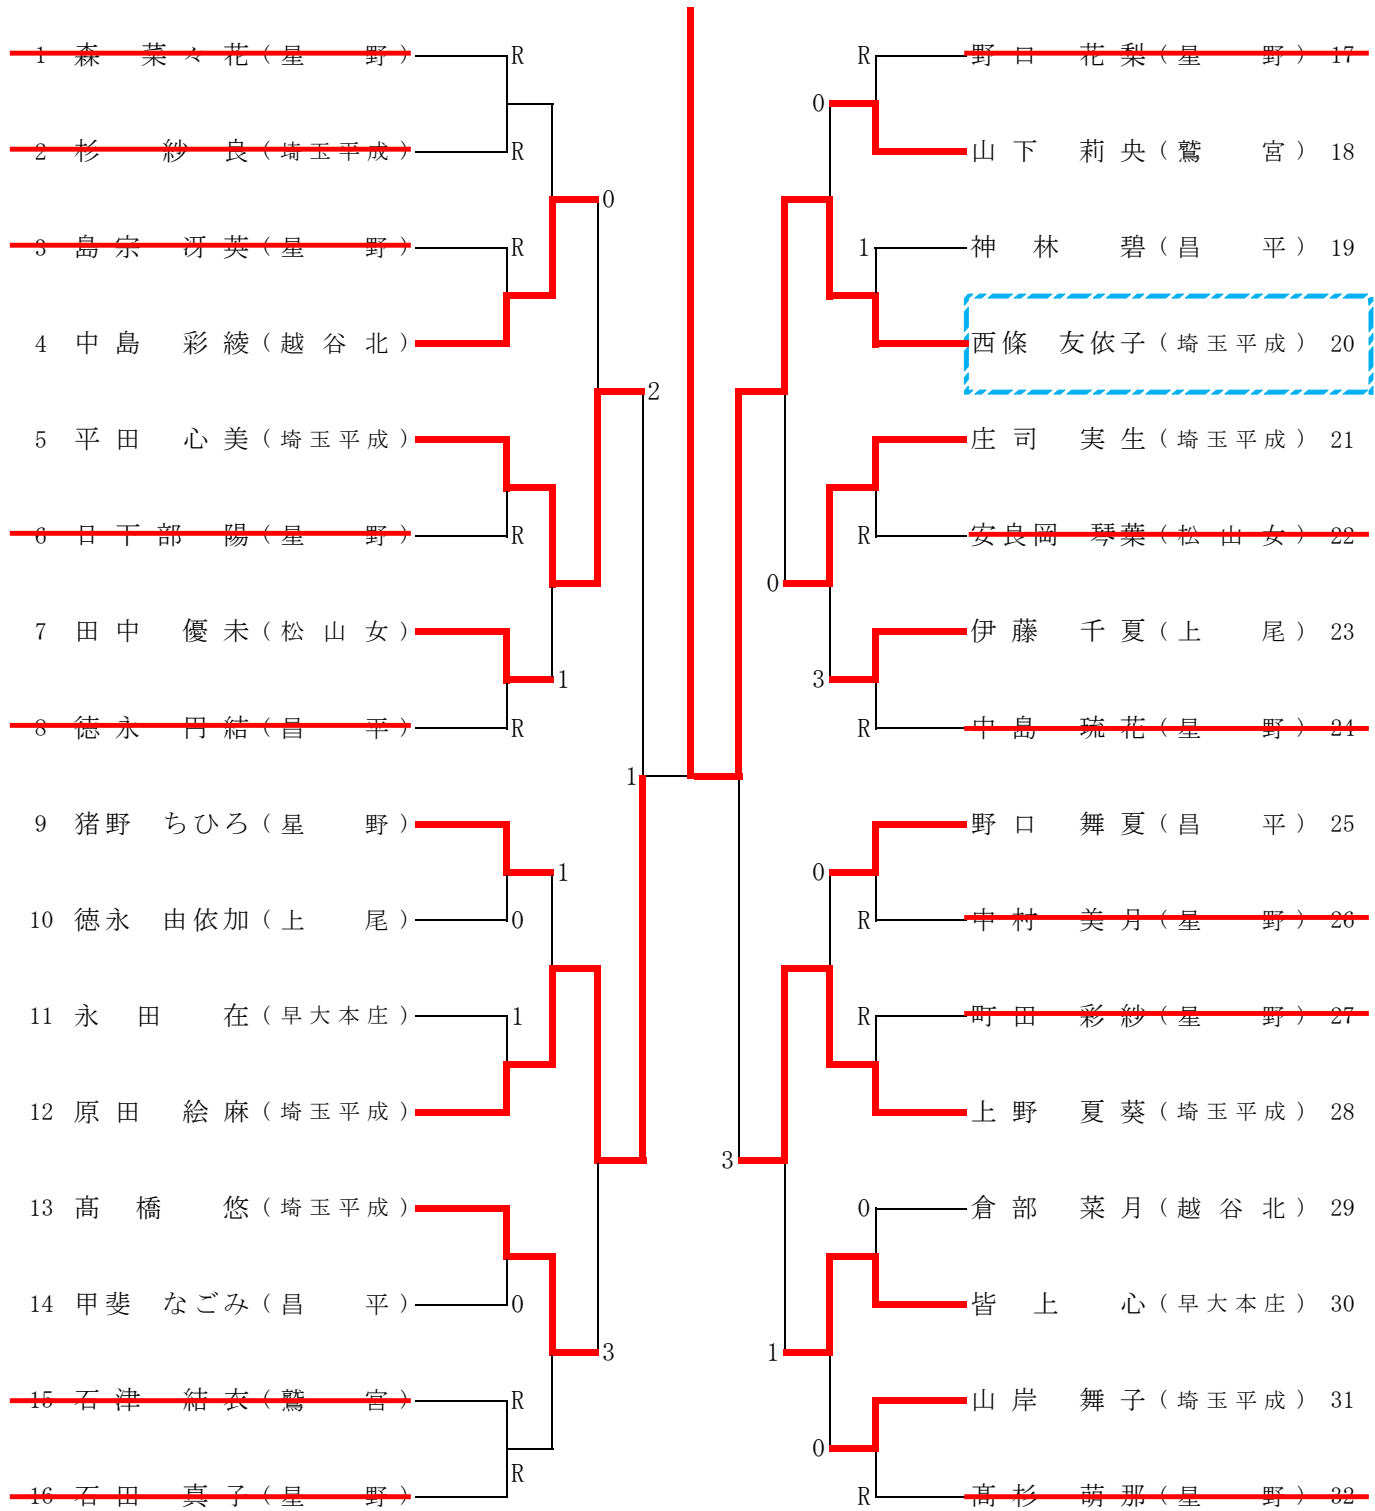 1 森 菜々花(星 野) R
2 杉 紗良(埼玉平成) R
0
3 島宗 冴英(星 野) R
4 中島 彩綾(越谷北)
2
5 平田 心美(埼玉平成)
6 日下部 陽(星 野) R
7 田中 優未(松山女)
1
8 徳永 円結(昌 平) R
1
9 猪野 ちひろ(星 野)
1
10 徳永 由依加(上 尾) 0
11 永田 在(早大本庄) 1
12 原田 絵麻(埼玉平成)
13 髙橋 悠(埼玉平成)
14 甲斐 なごみ(昌 平) 0
3
15 石津 結衣(鷲 宮) R
R
16 石田 真子(星 野)
R 野口 花梨(星 野) 17
0
山下 莉央(鷲 宮) 18
1 神林 碧(昌 平) 19
西條 友依子(埼玉平成) 20
庄司 実生(埼玉平成) 21
R 安良岡 琴葉(松山女) 22
0
伊藤 千夏(上 尾) 23
3
R 中島 琉花(星 野) 24
野口 舞夏(昌 平) 25
0
R 中村 美月(星 野) 26
R 町田 彩紗(星 野) 27
上野 夏葵(埼玉平成) 28
3
0 倉部 菜月(越谷北) 29
皆上 心(早大本庄) 30
1
山岸 舞子(埼玉平成) 31
0
R 髙杉 萌那(星 野) 32